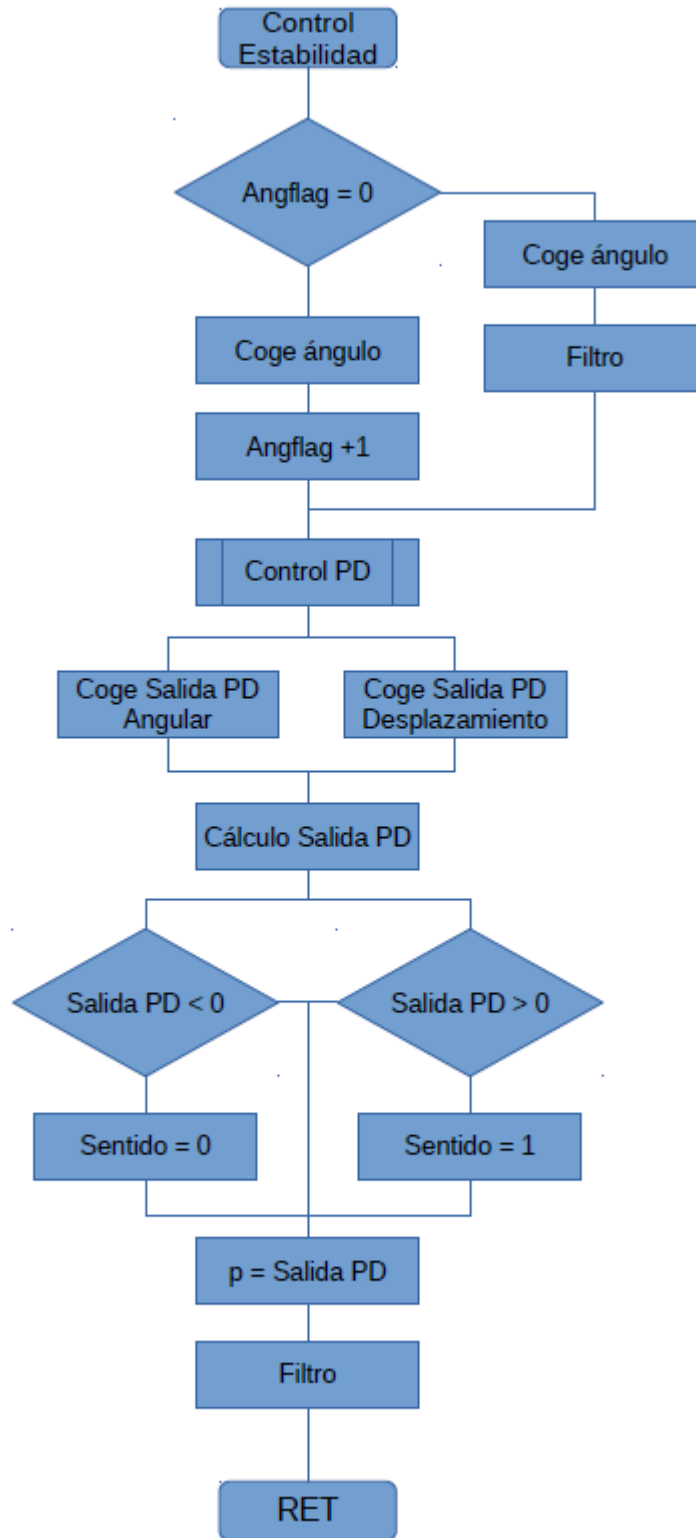 Control
Estabilidad
Angflag = 0
Coge ángulo
Filtro
Coge ángulo
Angflag +1
Control PD
Coge Salida PD
Angular
Coge Salida PD
Desplazamiento
Cálculo Salida PD
Salida PD < 0
Salida PD > 0
Sentido = 0
Sentido = 1
p = Salida PD
Filtro
RET